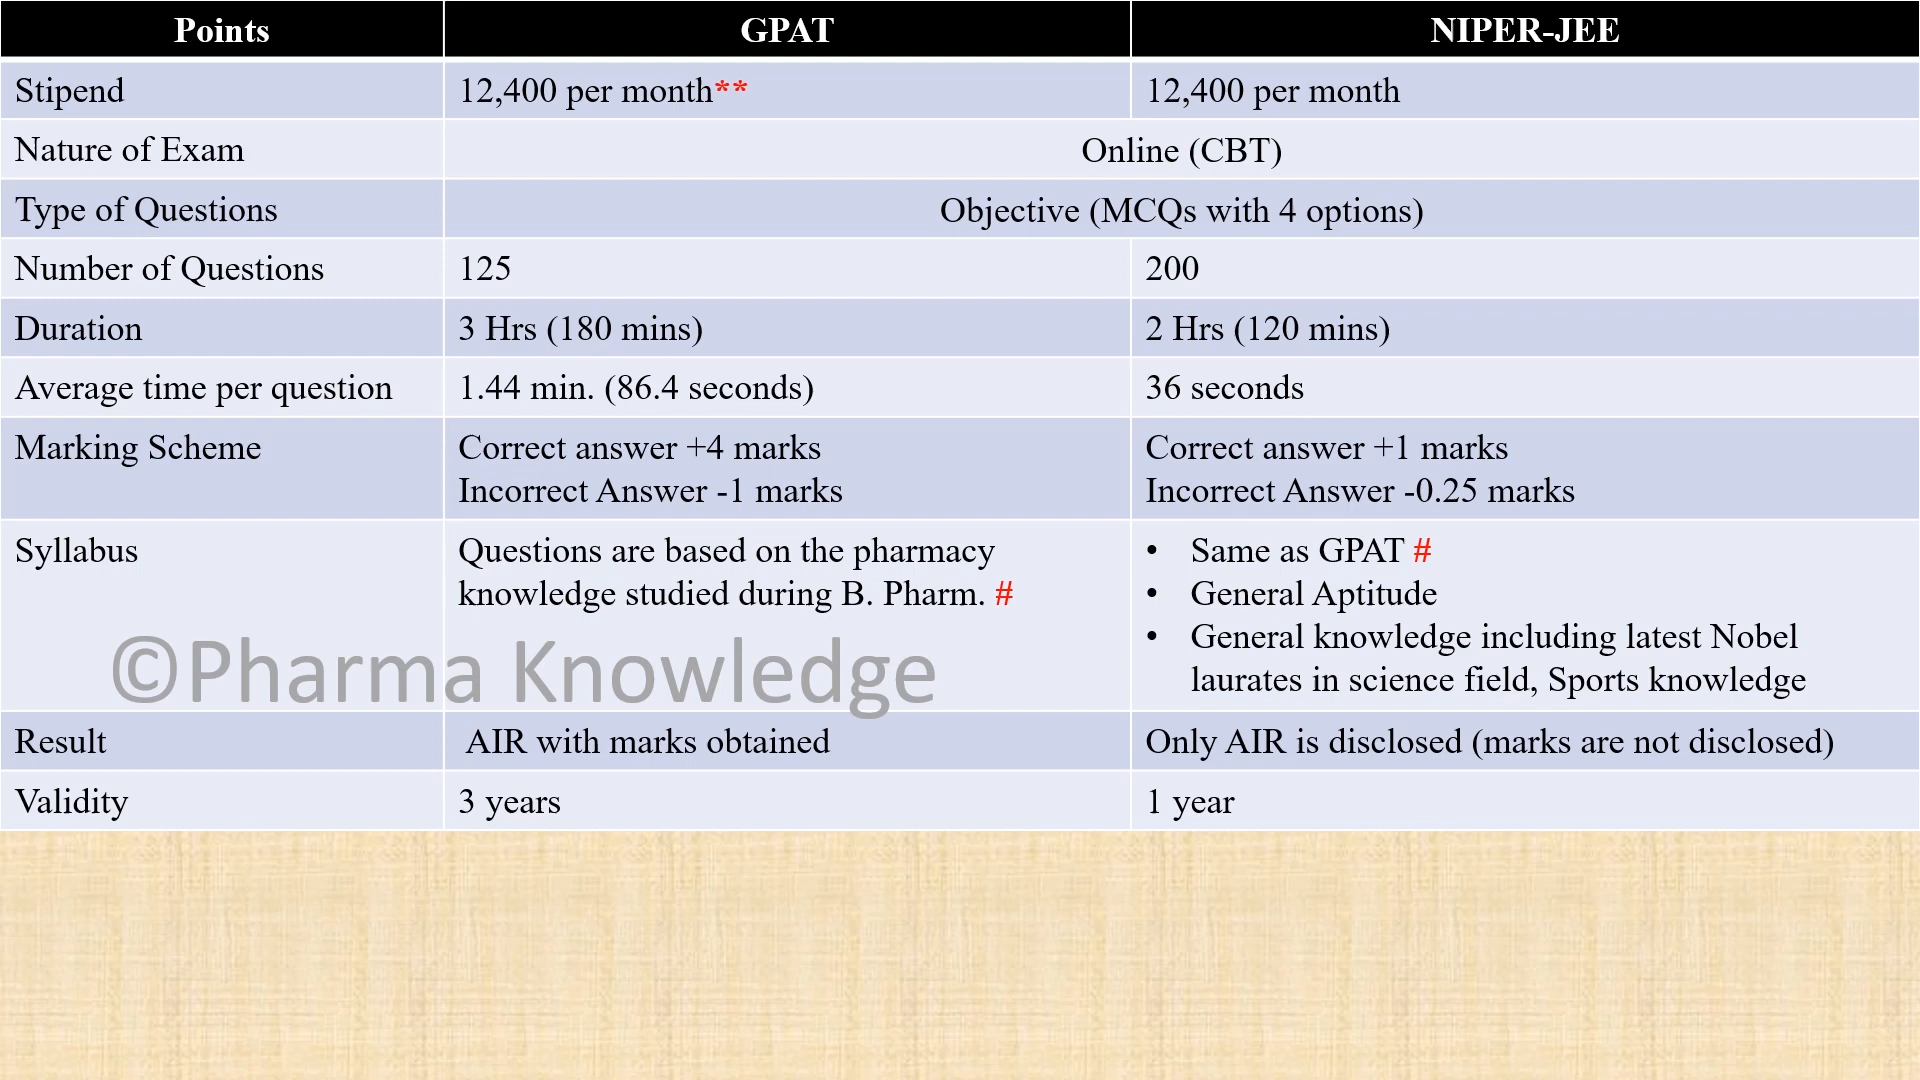 Points GPAT NIPER-JEE
Stipend 12,400 per month** 12,400 per month
Nature of Exam Online (CBT)
Type of Questions Objective (MCQs with 4 options)
Number of Questions 125 200
Duration 3 Hrs (180 mins) 2 Hrs (120 mins)
Average time per question 1.44 min. (86.4 seconds) 36 seconds
Marking Scheme Correct answer +4 marks Correct answer +1 marks
Incorrect Answer -1 marks Incorrect Answer -0.25 marks
Syllabus Questions are based on the pharmacy • Same as GPAT #
knowledge studied during B. Pharm. # • General Aptitude
• General knowledge including latest Nobel
©Pharma Knowledge
laurates in science field, Sports knowledge
Result AIR with marks obtained Only AIR is disclosed (marks are not disclosed)
Validity 3 years 1 year